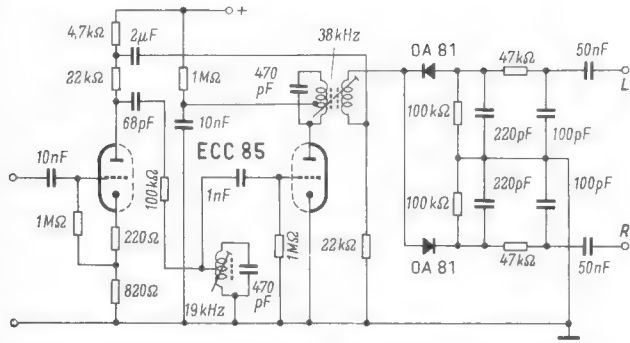 +
4,7kΩ
2µF
38kHz
OA 81
47kΩ
50nF
L
22kΩ
1MΩ
470
pF
68pF
10nF
100kΩ
220pF
100pF
10nF
ECC 85
100kΩ
1nF
220pF
100pF
1MΩ
220Ω
1MΩ
22kΩ
100kΩ
R
820Ω
19kHz
470
pF
OA 81
47kΩ
50nF